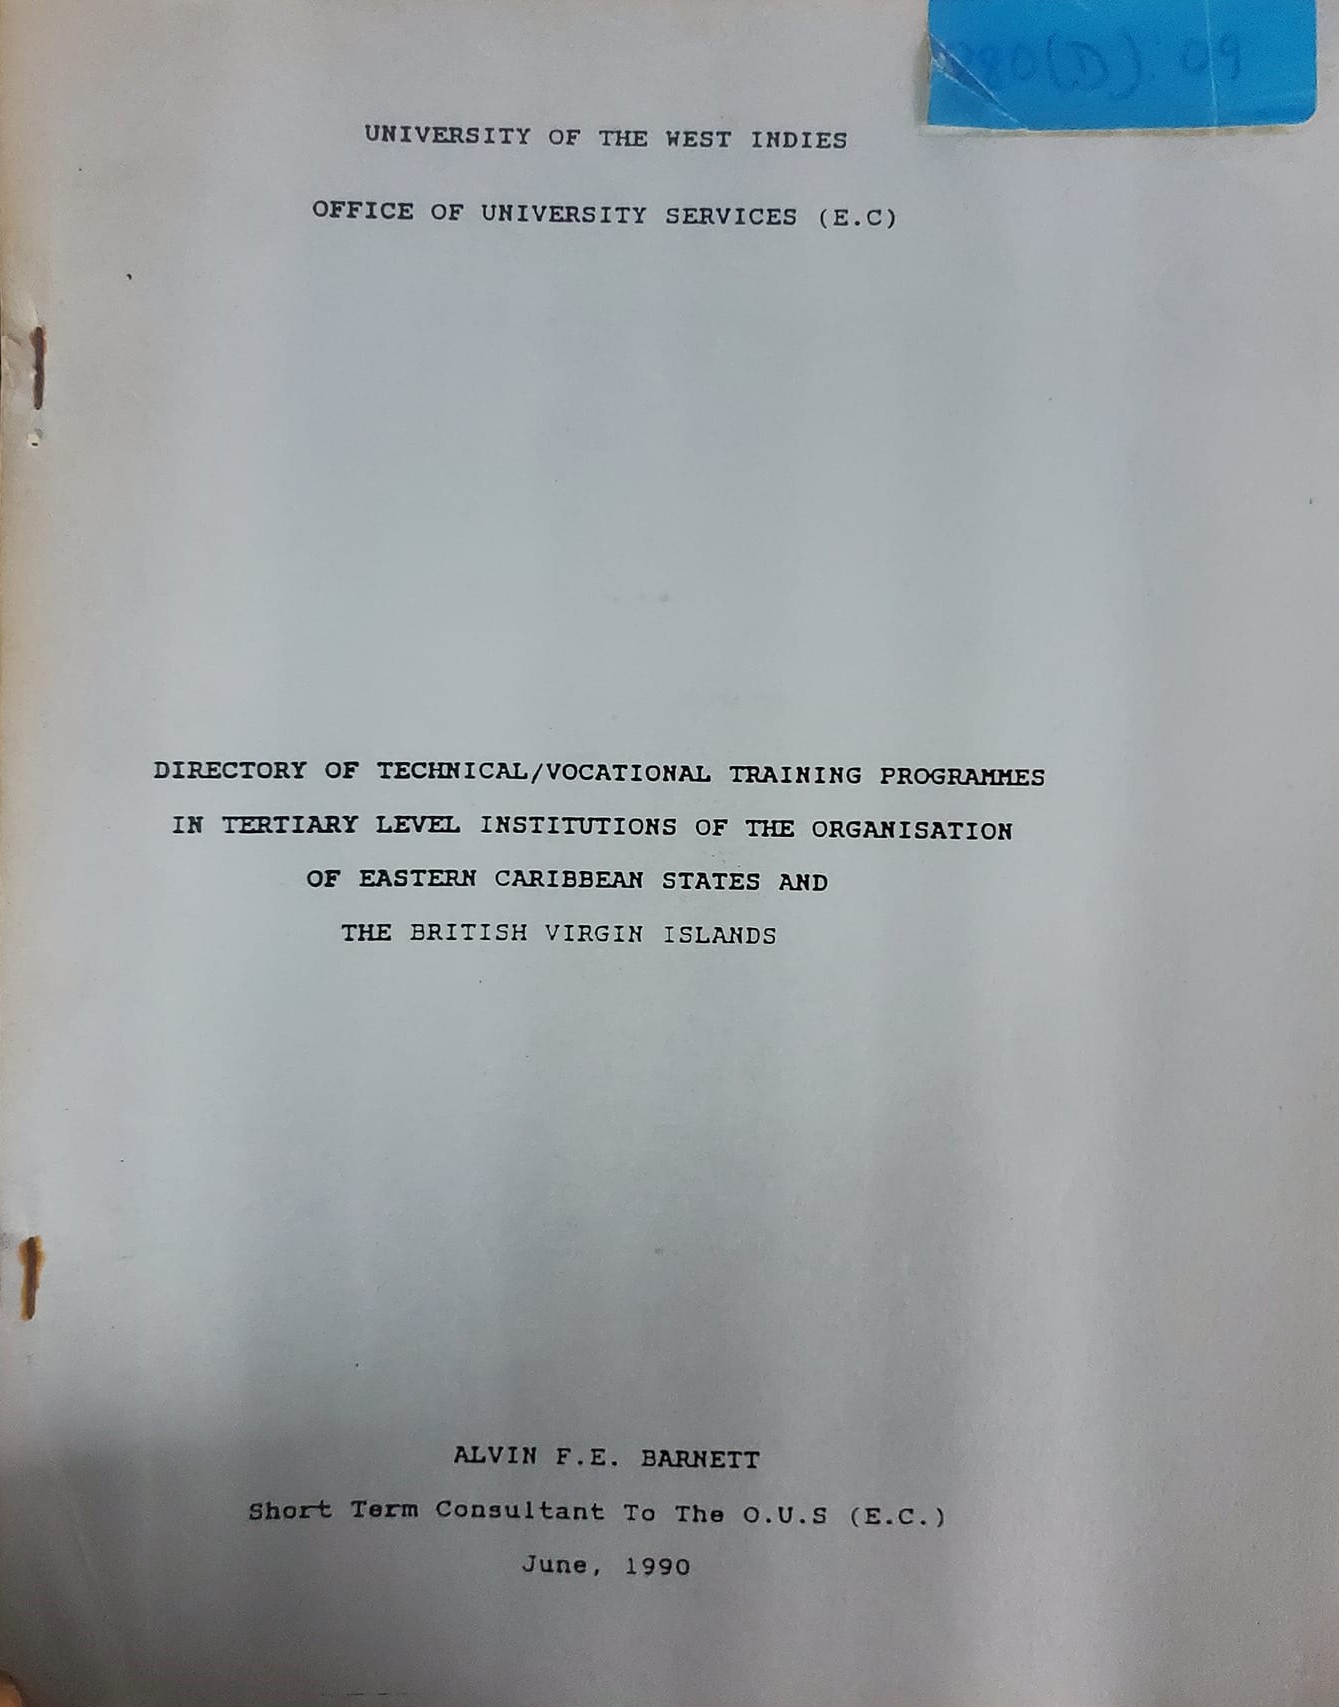 80(D):09
UNIVERSITY OF THE WEST INDIES
OFFICE OF UNIVERSITY SERVICES (E.C)
DIRECTORY OF TECHNICAL/VOCATIONAL TRAINING PROGRAMMES
IN TERTIARY LEVEL INSTITUTIONS OF THE ORGANISATION
OF EASTERN CARIBBEAN STATES AND
THE BRITISH VIRGIN ISLANDS
ALVIN F.E. BARNETT
Short Term Consultant To The O.U.S (E.C.)
June, 1990